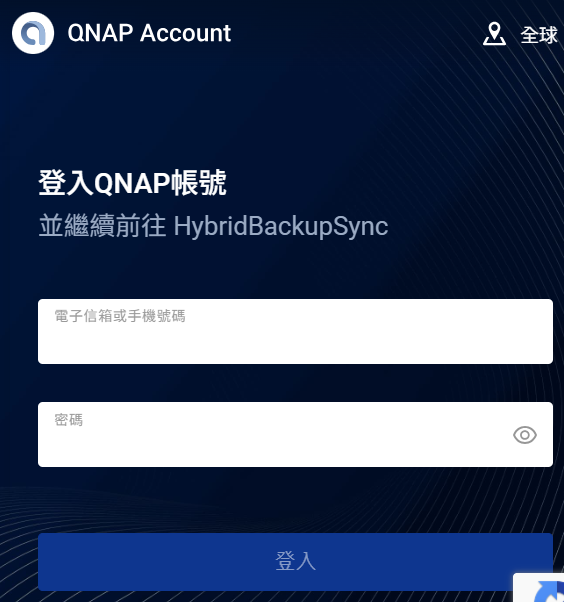 QNAP Account
全球
登入QNAP帳號
並繼續前往 HybridBackupSync
電子信箱或手機號碼
密碼
登入